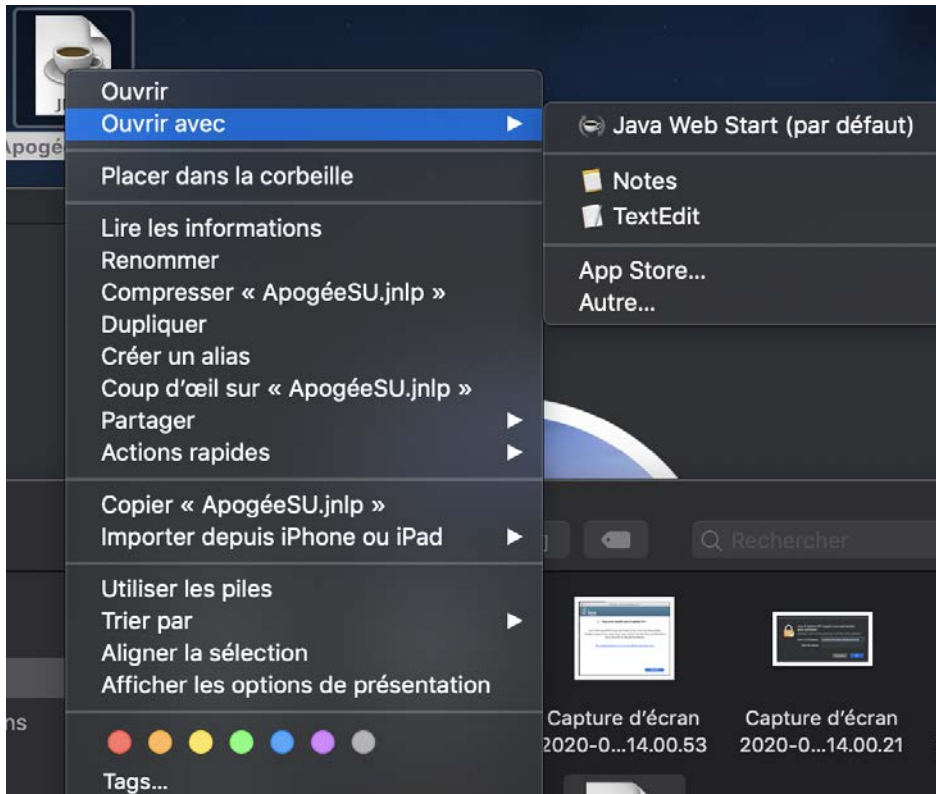 Ouvrir
Ouvrir avec
Java Web Start (par défaut)
Placer dans la corbeille
Notes
TextEdit
Lire les informations
Renommer
App Store...
Compresser « ApogéeSU.jnlp »
Autre...
Dupliquer
Créer un alias
Coup d'œil sur « ApogéeSU.jnlp »
Partager
Actions rapides
Copier « ApogéeSU.jnlp »
Importer depuis iPhone ou iPad
Rechercher
Utiliser les piles
Trier par
Aligner la sélection
Afficher les options de présentation
Capture d'écran
2020-0...14.00.53
Capture d'écran
2020-0...14.00.21
Tags...